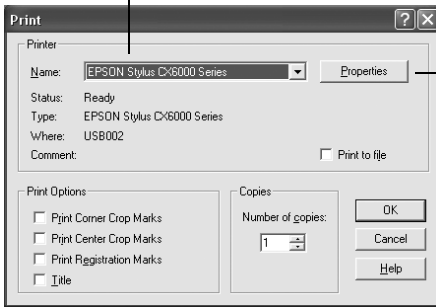 Print
Printer
Name: EPSON Stylus CX6000 Series Properties
Status: Ready
Type: EPSON Stylus CX6000 Series
Where: USB002
Comment: Print to file
Print Options
Print Corner Crop Marks
Print Center Crop Marks
Print Registration Marks
Title
Copies
Number of copies:
1
OK
Cancel
Help